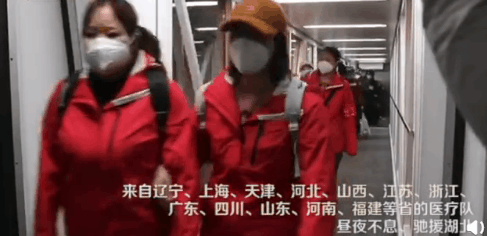 来自辽宁、上海、天津、河北、山西、江苏、浙江、
广东、四川、山东、河南、福建等省的医疗队
昼夜不息，驰援湖北